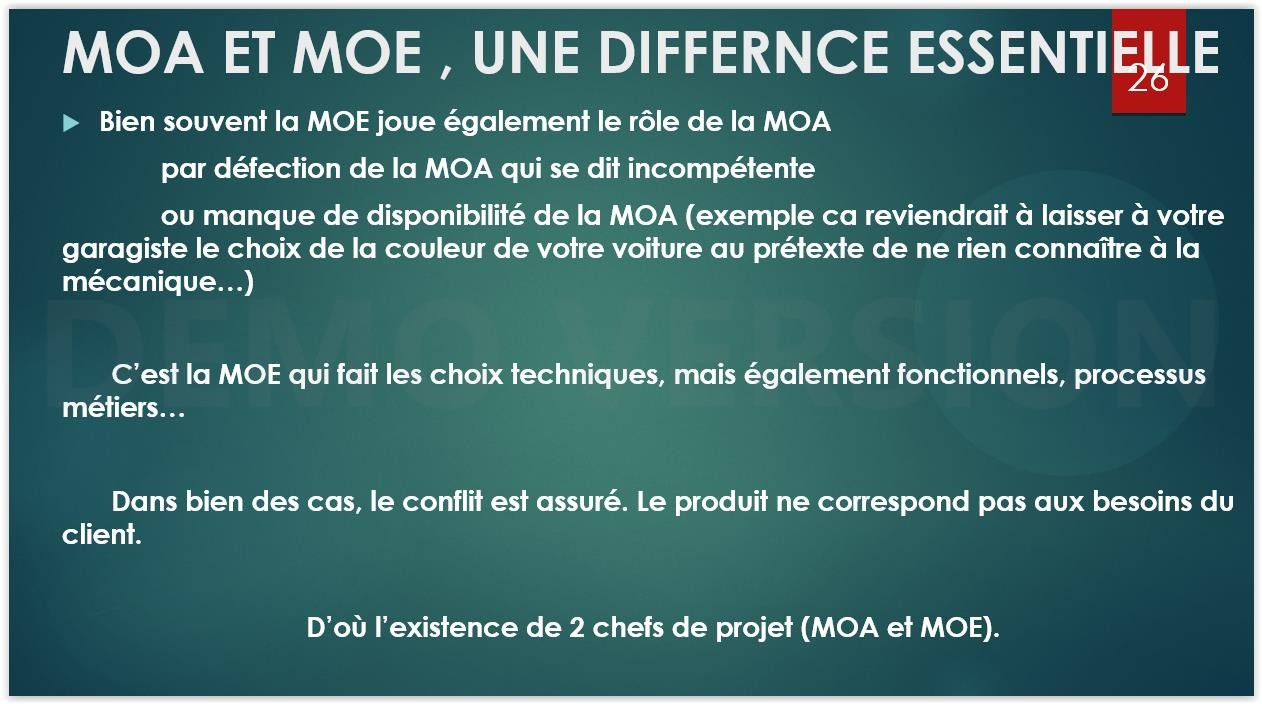 MOA ET MOE , UNE DIFFERNCE ESSENTIELLE
26
Bien souvent la MOE joue également le rôle de la MOA
par défection de la MOA qui se dit incompétente
ou manque de disponibilité de la MOA (exemple ca reviendrait à laisser à votre
garagiste le choix de la couleur de votre voiture au prétexte de ne rien connaître à la
mécanique…)
DEMO VERSION
C’est la MOE qui fait les choix techniques, mais également fonctionnels, processus
métiers…
Dans bien des cas, le conflit est assuré. Le produit ne correspond pas aux besoins du
client.
D’où l’existence de 2 chefs de projet (MOA et MOE).